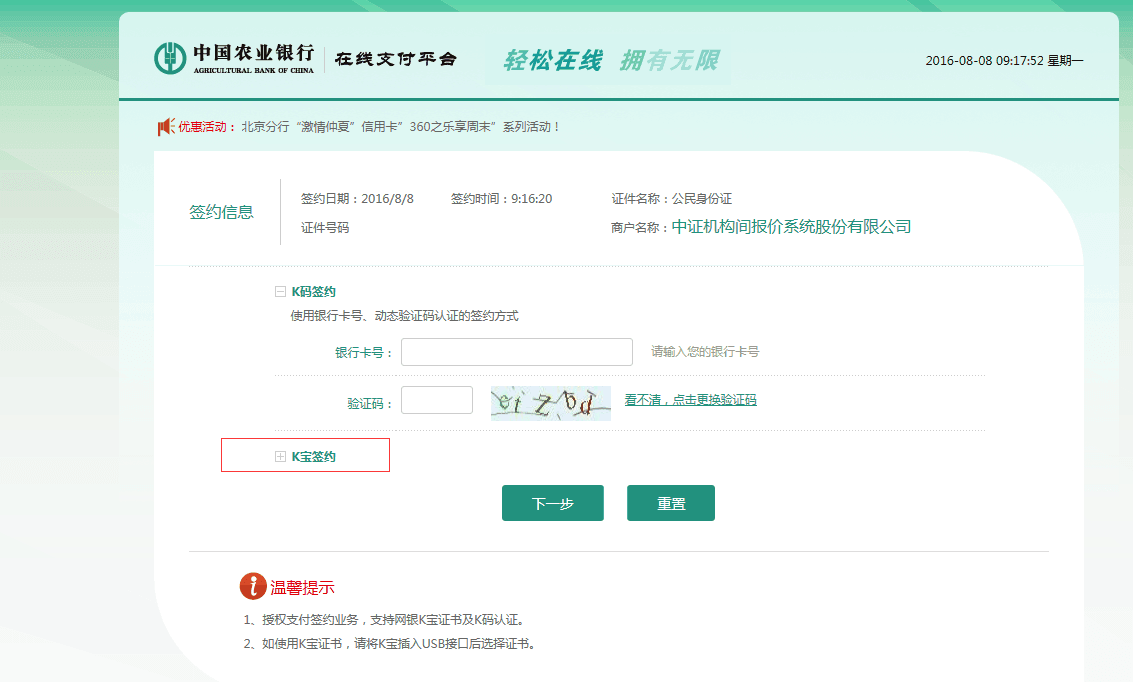 中国农业银行 在线支付平台 轻松在线 拥有无限
AGRICULTURAL BANK OF CHINA
2016-08-08 09:17:52 星期一
优惠活动： 北京分行“激情仲夏”信用卡”360之乐享周末”系列活动！
签约信息
签约日期：2016/8/8 签约时间：9:16:20 证件名称：公民身份证
证件号码 商户名称：中证机构间报价系统股份有限公司
K码签约
使用银行卡号、动态验证码认证的签约方式
银行卡号： 请输入您的银行卡号
验证码： 看不清，点击更换验证码
K宝签约
下一步 重置
温馨提示
1、授权支付签约业务，支持网银K宝证书及K码认证。
2、如使用K宝证书，请将K宝插入USB接口后选择证书。